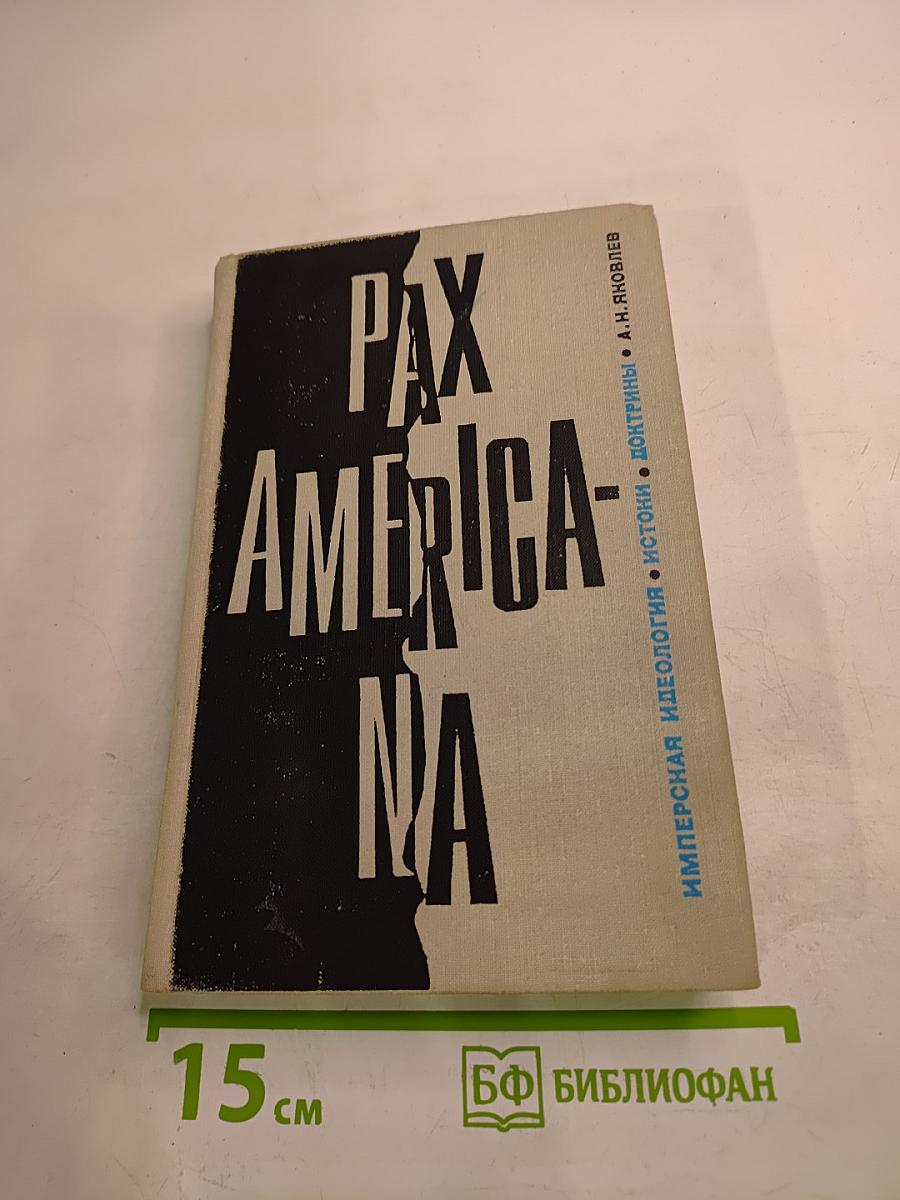 PAX
AMERICA-
NA
ИМПЕРСКАЯ ИДЕОЛОГИЯ • ИСТОКИ • ДОКТРИНЫ • А.Н.ЯКОВЛЕВ
15 см
БФ БИБЛИОФАН